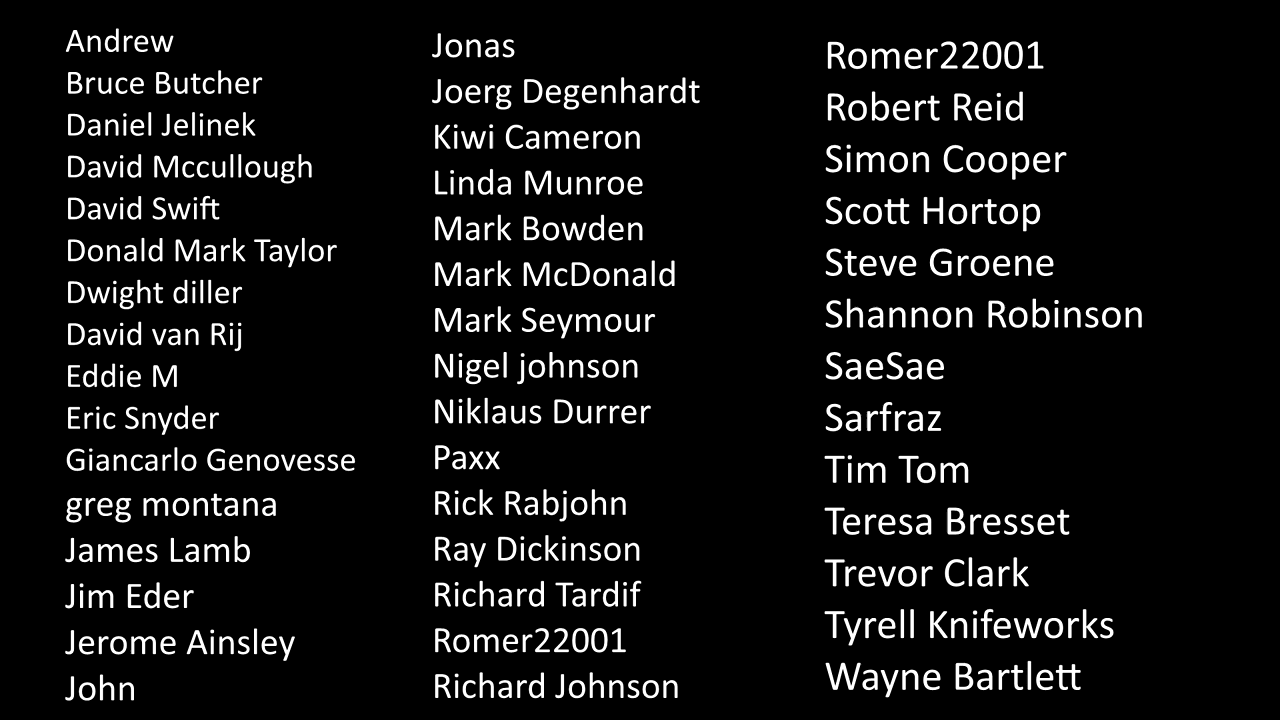 Andrew
Bruce Butcher
Daniel Jelinek
David Mccullough
David Swift
Donald Mark Taylor
Dwight diller
David van Rij
Eddie M
Eric Snyder
Giancarlo Genovesse
greg montana
James Lamb
Jim Eder
Jerome Ainsley
John
Jonas
Joerg Degenhardt
Kiwi Cameron
Linda Munroe
Mark Bowden
Mark McDonald
Mark Seymour
Nigel johnson
Niklaus Durrer
Paxx
Rick Rabjohn
Ray Dickinson
Richard Tardif
Romer22001
Richard Johnson
Romer22001
Robert Reid
Simon Cooper
Scott Hortop
Steve Groene
Shannon Robinson
SaeSae
Sarfraz
Tim Tom
Teresa Bresset
Trevor Clark
Tyrell Knifeworks
Wayne Bartlett